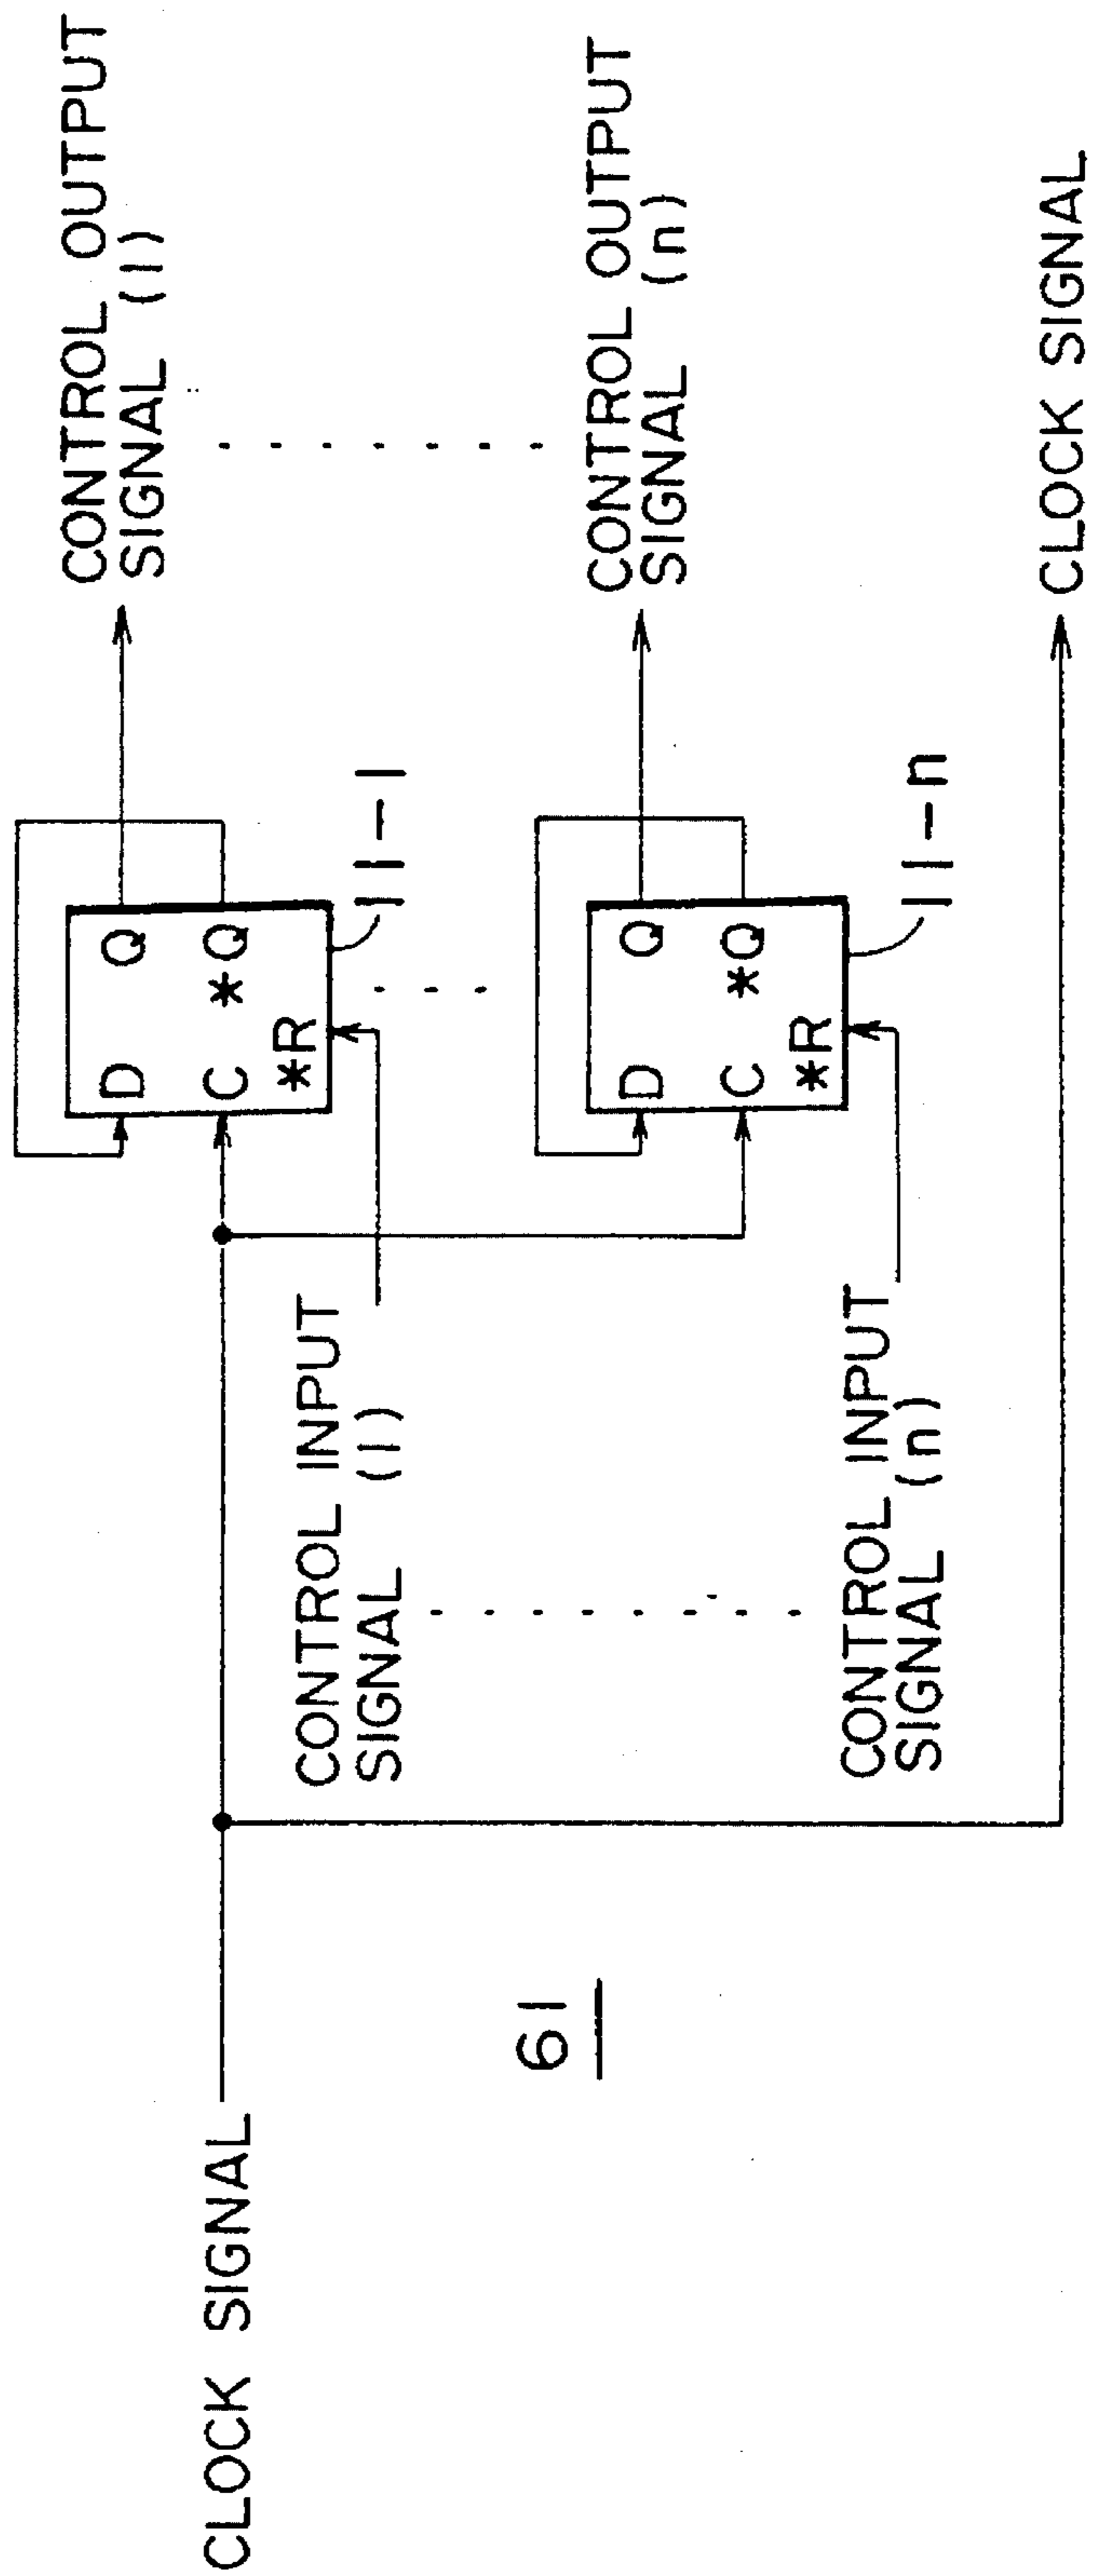 CLOCK SIGNAL
61
CONTROL INPUT
SIGNAL (1)
CONTROL INPUT
SIGNAL (n)
D Q
C *Q
*R
11-1
D Q
C *Q
*R
11-n
CONTROL OUTPUT
SIGNAL (1)
CONTROL OUTPUT
SIGNAL (n)
CLOCK SIGNAL